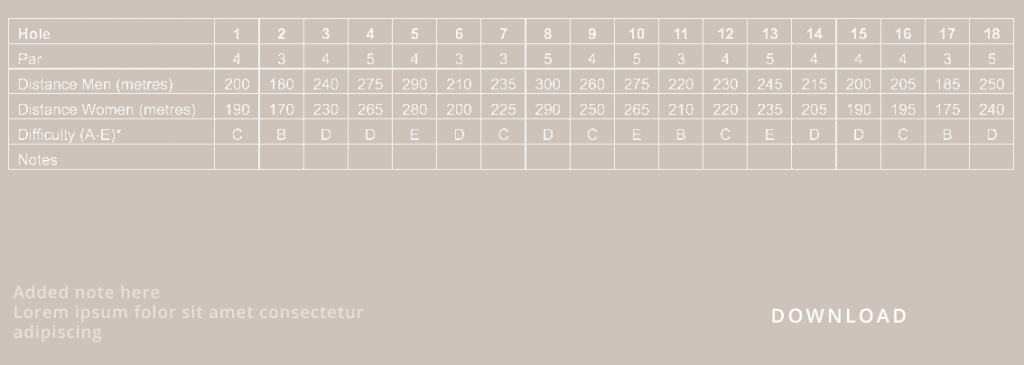 Hole 1 2 3 4 5 6 7 8 9 10 11 12 13 14 15 16 17 18
Par 4 3 4 5 4 3 3 5 4 5 3 4 5 4 4 4 3 5
Distance Men (metres) 200 180 240 275 290 210 235 300 260 275 220 230 245 215 200 205 185 250
Distance Women (metres) 190 170 230 265 280 200 225 290 250 265 210 220 235 205 190 195 175 240
Difficulty (A-E)* C B D D E D C D C E B C E D D C B D
Notes
Added note here
Lorem ipsum folor sit amet consectetur
adipiscing
DOWNLOAD